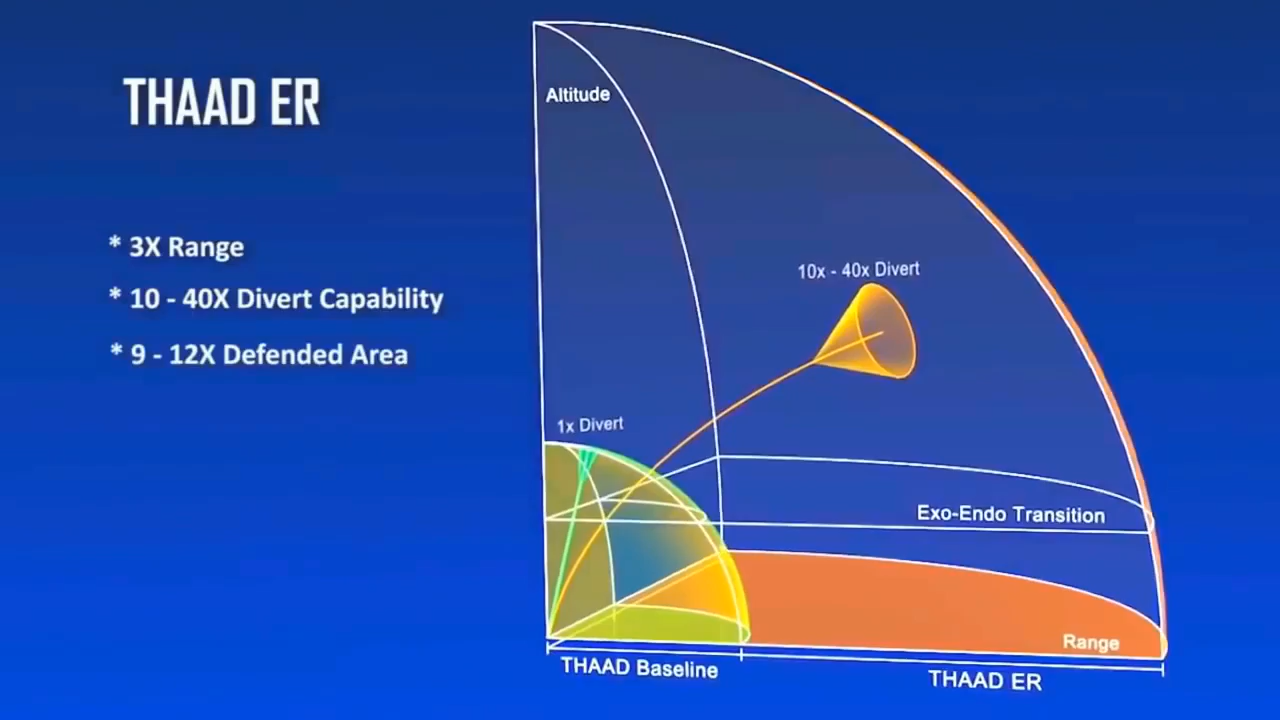 THAAD ER
* 3X Range
* 10 - 40X Divert Capability
* 9 - 12X Defended Area
Altitude
10x - 40x Divert
1x Divert
Exo-Endo Transition
Range
THAAD Baseline
THAAD ER